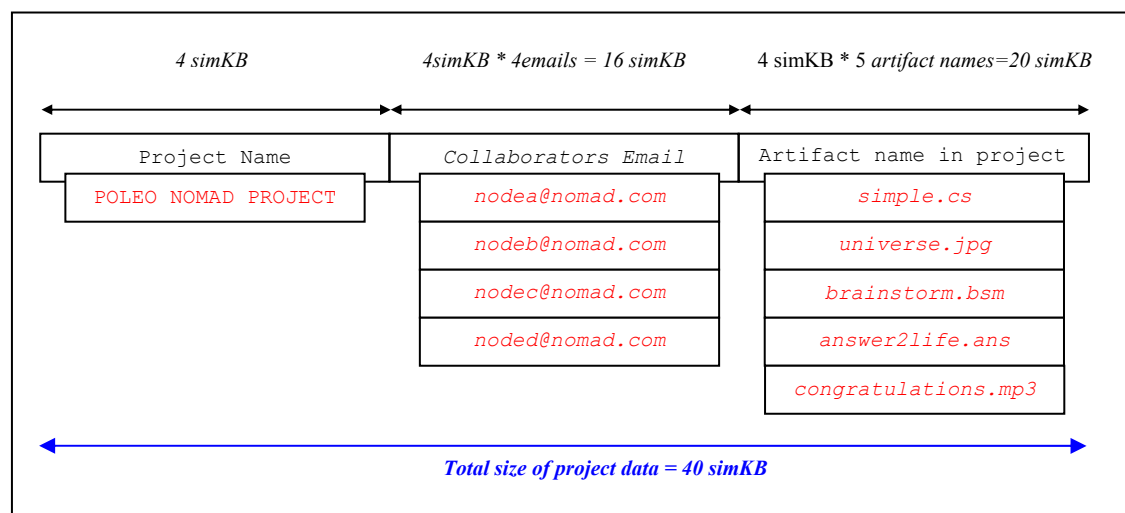 4 simKB
4simKB * 4emails = 16 simKB
4 simKB * 5 artifact names=20 simKB
Project Name
Collaborators Email
Artifact name in project
POLEO NOMAD PROJECT
nodea@nomad.com
simple.cs
nodeb@nomad.com
universe.jpg
nodec@nomad.com
brainstorm.bsm
noded@nomad.com
answer2life.ans
congratulations.mp3
Total size of project data = 40 simKB